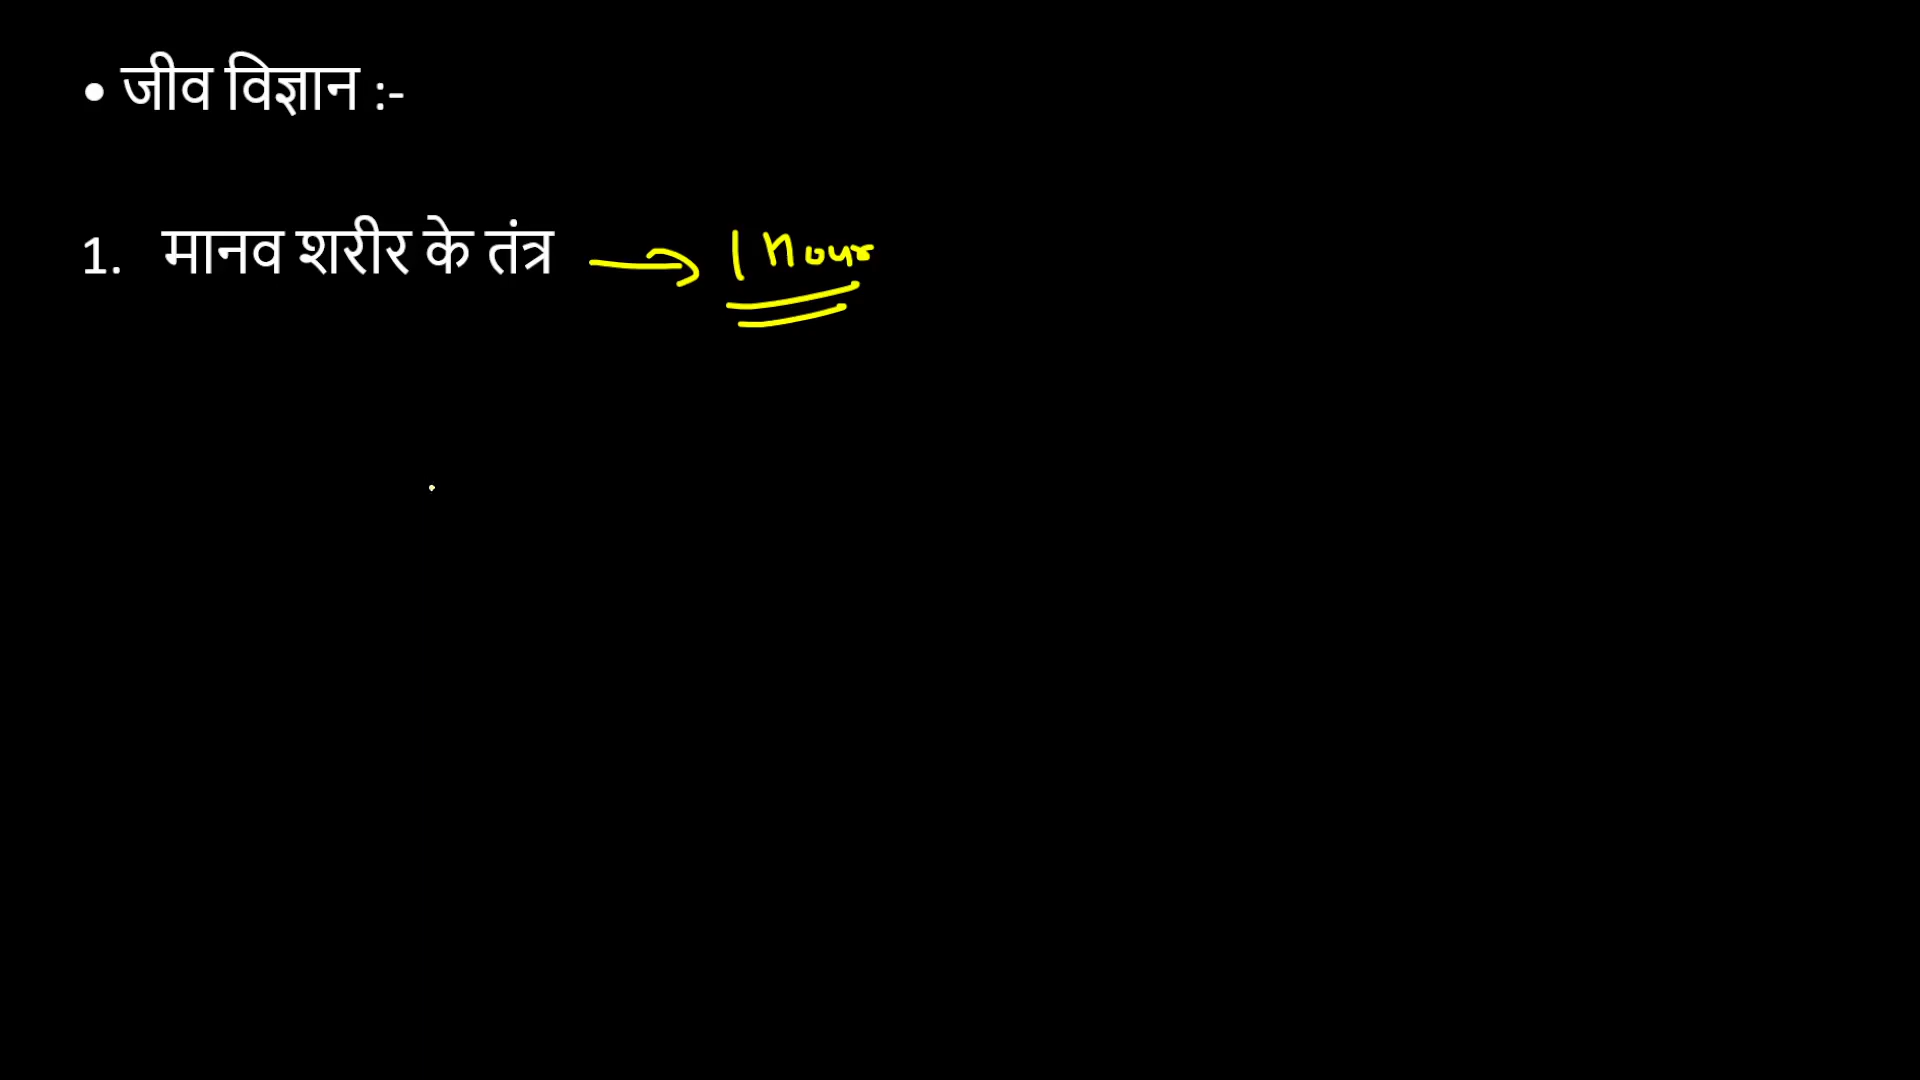 • जीव विज्ञान :-
1. मानव शरीर के तंत्र → 1 Hour